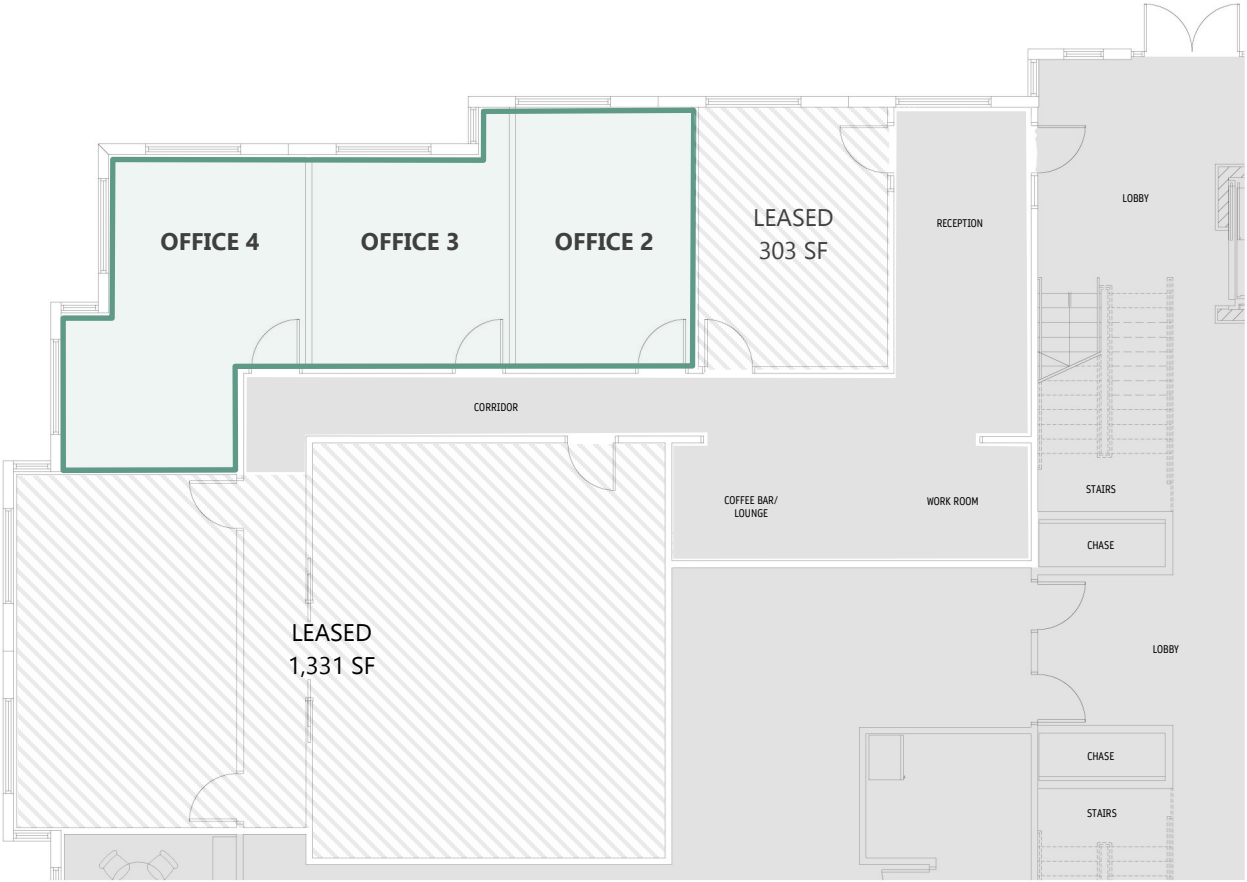 LOBBY
OFFICE 4
OFFICE 3
OFFICE 2
LEASED
303 SF
RECEPTION
CORRIDOR
COFFEE BAR/
LOUNGE
WORK ROOM
STAIRS
CHASE
LEASED
1,331 SF
LOBBY
CHASE
STAIRS